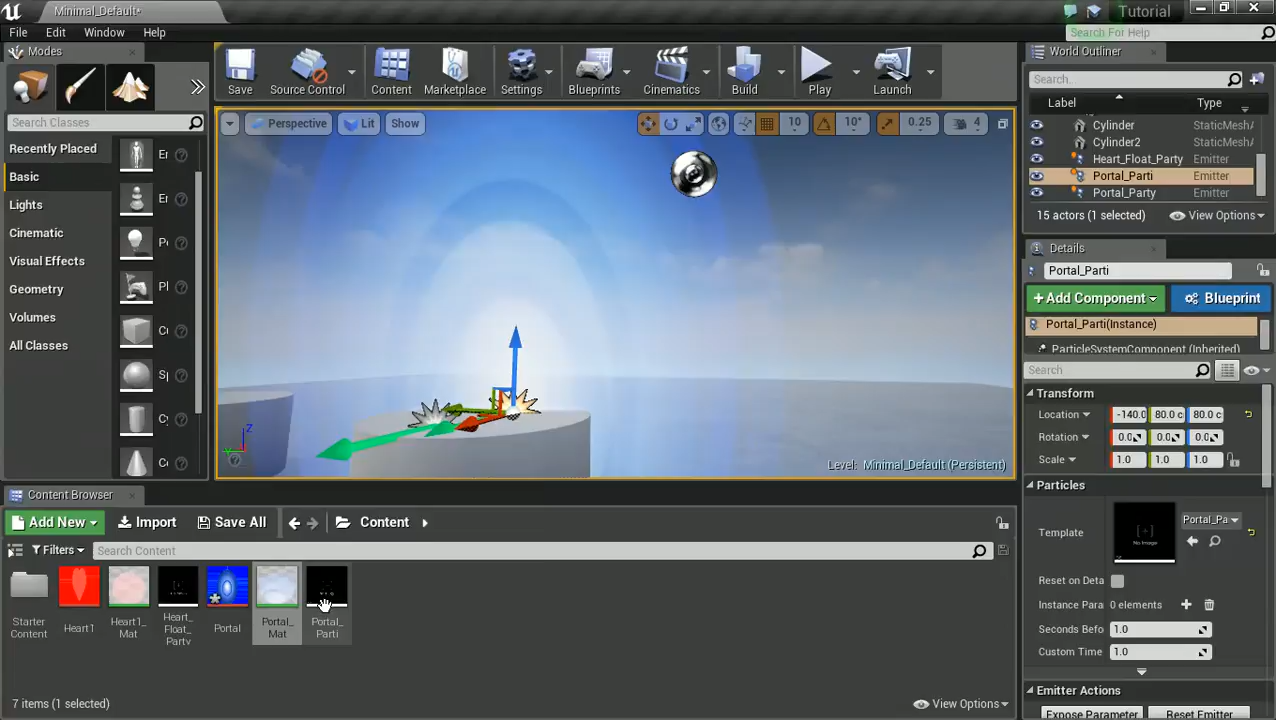 Minimal_Default*
Tutorial
File Edit Window Help
Search For Help
Modes
Save Source Control Content Marketplace Settings Blueprints Cinematics Build Play Launch
World Outliner
Search...
Label Type
Search Classes
Perspective Lit Show 10 10° 0.25 4
Cylinder StaticMesh
Cylinder2 StaticMesh
Heart_Float_Party Emitter
Portal_Parti Emitter
Portal_Party Emitter
15 actors (1 selected) View Options
Recently Placed
Basic
Lights
Cinematic
Visual Effects
Geometry
Volumes
All Classes
Details
Portal_Parti
+Add Component Blueprint
Portal_Parti(Instance)
ParticleSystemComponent (Inherited)
Search
Transform
Location -140.0 80.0 c 80.0 c
Rotation 0.0 0.0 0.0
Scale 1.0 1.0 1.0
Level: Minimal_Default (Persistent)
Particles
Template No Image Portal_Pa
Reset on Deta
Instance Para 0 elements
Seconds Befo 1.0
Custom Time 1.0
Emitter Actions
Expose Parameter Reset Emitter
Content Browser
Add New Import Save All Content
Filters Search Content
Starter Content
Heart1
Heart1_Mat
Heart_Float_Party
Portal
Portal_Mat
Portal_Parti
7 items (1 selected) View Options